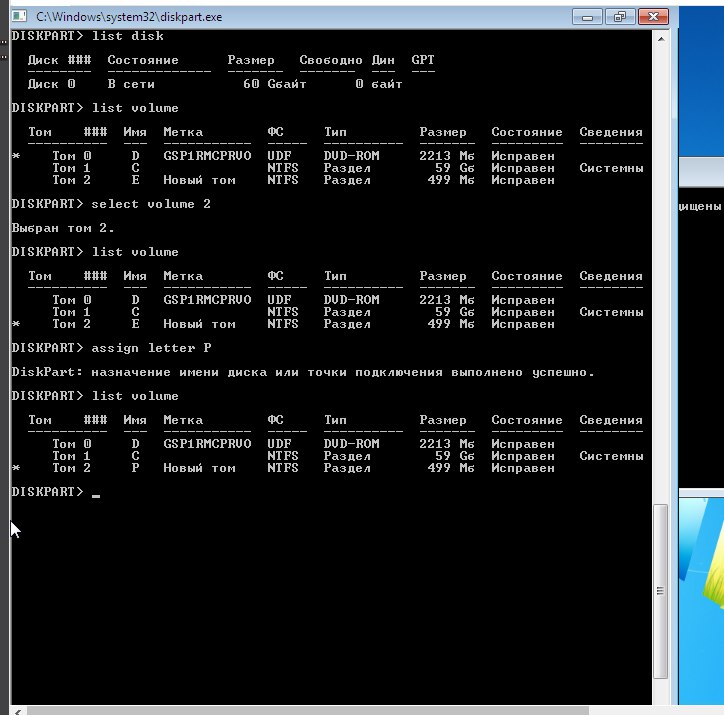 C:\Windows\system32\diskpart.exe
DISKPART> list disk
Диск ### Состояние Размер Свободно Дин GPT
-------- ------------- ------- ------- --- ---
Диск 0 В сети 60 Gбайт 0 байт
DISKPART> list volume
Том ### Имя Метка ФС Тип Размер Состояние Сведения
---------- --- ----------- ----- ---------- ------- --------- --------
* Том 0 D GSP1RMCPRVO UDF DVD-ROM 2213 Мб Исправен
Том 1 C NTFS Раздел 59 Gб Исправен Системны
Том 2 E Новый том NTFS Раздел 499 Мб Исправен
DISKPART> select volume 2
Выбран том 2.
DISKPART> list volume
Том ### Имя Метка ФС Тип Размер Состояние Сведения
---------- --- ----------- ----- ---------- ------- --------- --------
Том 0 D GSP1RMCPRVO UDF DVD-ROM 2213 Мб Исправен
Том 1 C NTFS Раздел 59 Gб Исправен Системны
* Том 2 E Новый том NTFS Раздел 499 Мб Исправен
DISKPART> assign letter P
DiskPart: назначение имени диска или точки подключения выполнено успешно.
DISKPART> list volume
Том ### Имя Метка ФС Тип Размер Состояние Сведения
---------- --- ----------- ----- ---------- ------- --------- --------
Том 0 D GSP1RMCPRVO UDF DVD-ROM 2213 Мб Исправен
Том 1 C NTFS Раздел 59 Gб Исправен Системны
* Том 2 P Новый том NTFS Раздел 499 Мб Исправен
DISKPART> _